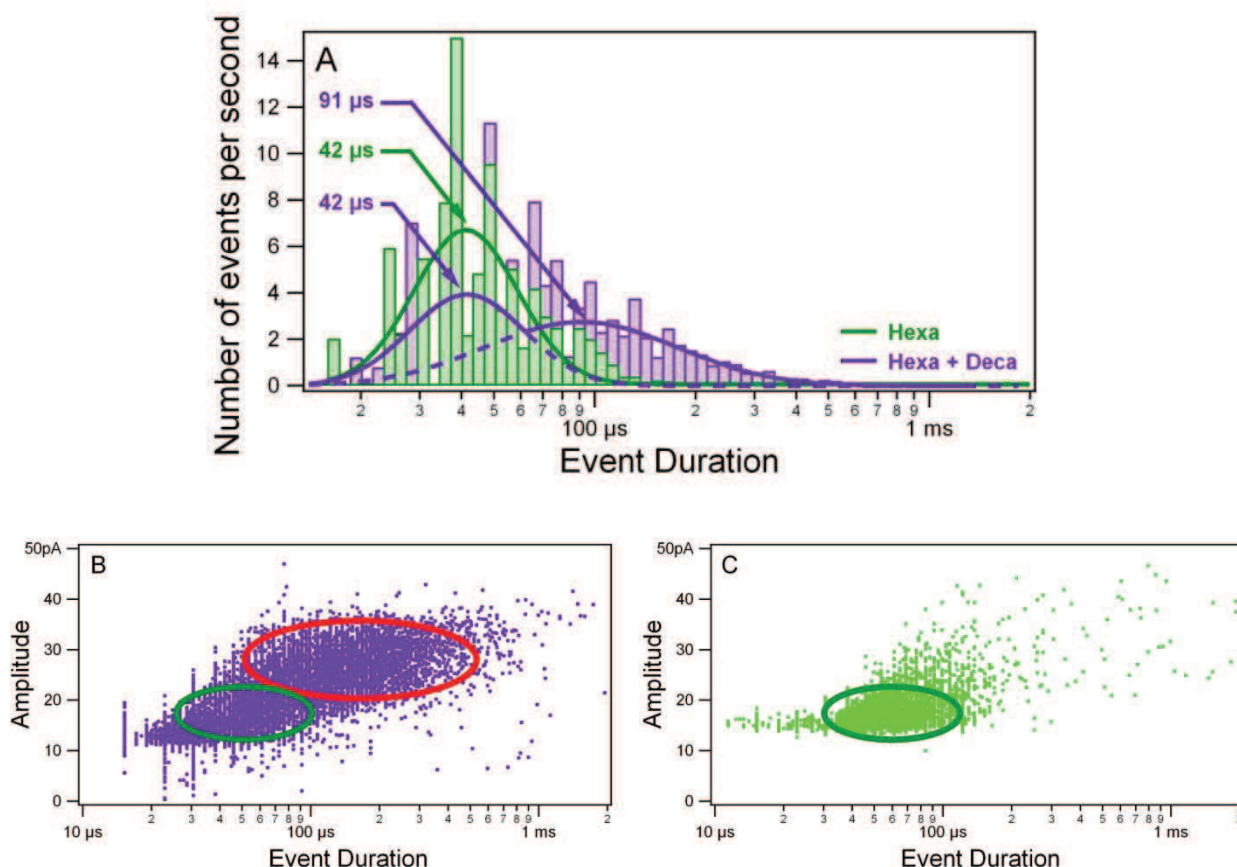 A
Number of events per second
14
12
10
8
6
4
2
0
91 µs
42 µs
42 µs
Hexa
Hexa + Deca
2 3 4 5 6 7 8 9 2 3 4 5 6 7 8 9 2
100 µs 1 ms
Event Duration
B
Amplitude
50pA
40
30
20
10
0
2 3 4 5 6 7 8 9 2 3 4 5 6 7 8 9 2
10 µs 100 µs 1 ms
Event Duration
C
Amplitude
50pA
40
30
20
10
0
2 3 4 5 6 7 8 9 2 3 4 5 6 7 8 9
10 µs 100 µs 1 ms
Event Duration